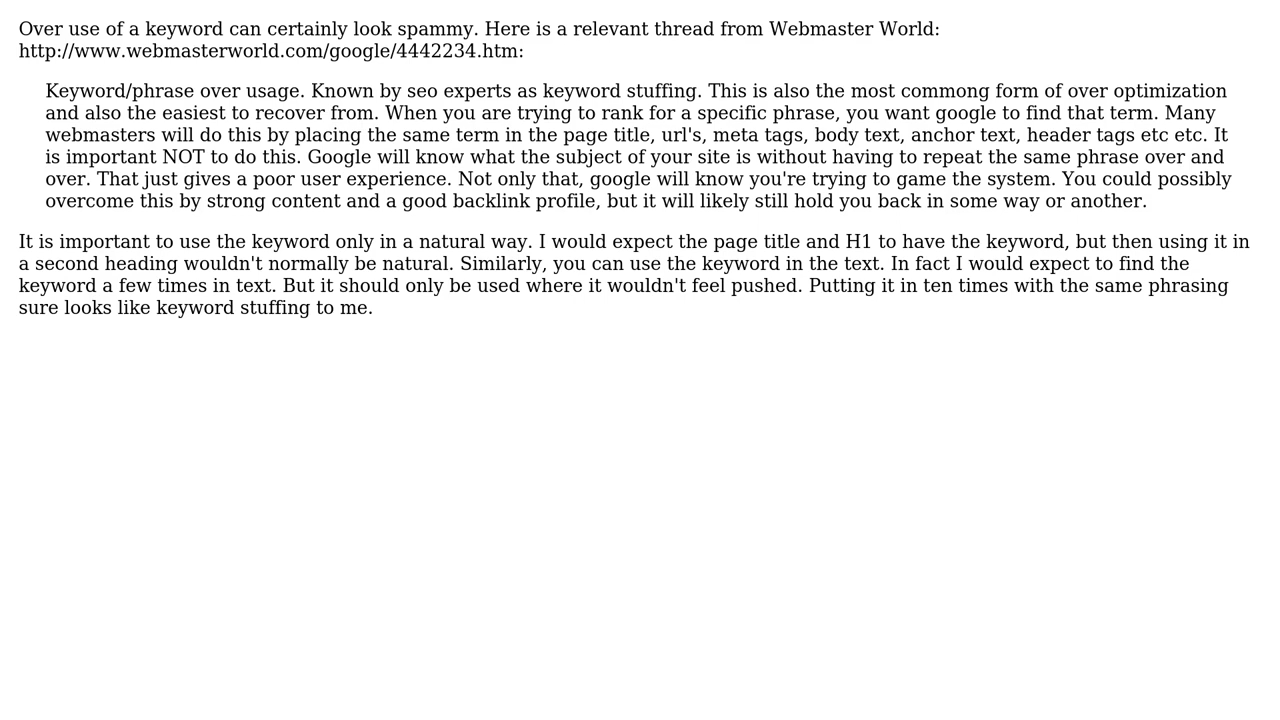 Over use of a keyword can certainly look spammy. Here is a relevant thread from Webmaster World:
http://www.webmasterworld.com/google/4442234.htm:
Keyword/phrase over usage. Known by seo experts as keyword stuffing. This is also the most commong form of over optimization
and also the easiest to recover from. When you are trying to rank for a specific phrase, you want google to find that term. Many
webmasters will do this by placing the same term in the page title, url's, meta tags, body text, anchor text, header tags etc etc. It
is important NOT to do this. Google will know what the subject of your site is without having to repeat the same phrase over and
over. That just gives a poor user experience. Not only that, google will know you're trying to game the system. You could possibly
overcome this by strong content and a good backlink profile, but it will likely still hold you back in some way or another.
It is important to use the keyword only in a natural way. I would expect the page title and H1 to have the keyword, but then using it in
a second heading wouldn't normally be natural. Similarly, you can use the keyword in the text. In fact I would expect to find the
keyword a few times in text. But it should only be used where it wouldn't feel pushed. Putting it in ten times with the same phrasing
sure looks like keyword stuffing to me.